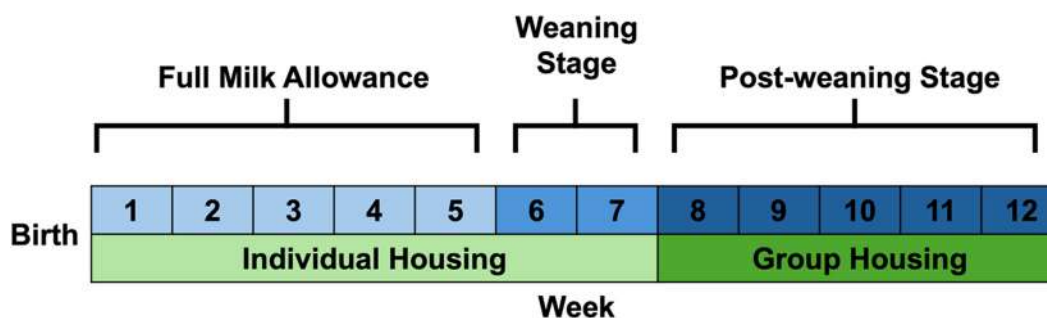 Weaning
Stage
Full Milk Allowance
Post-weaning Stage
1 2 3 4 5 6 7 8 9 10 11 12
Birth
Individual Housing Group Housing
Week